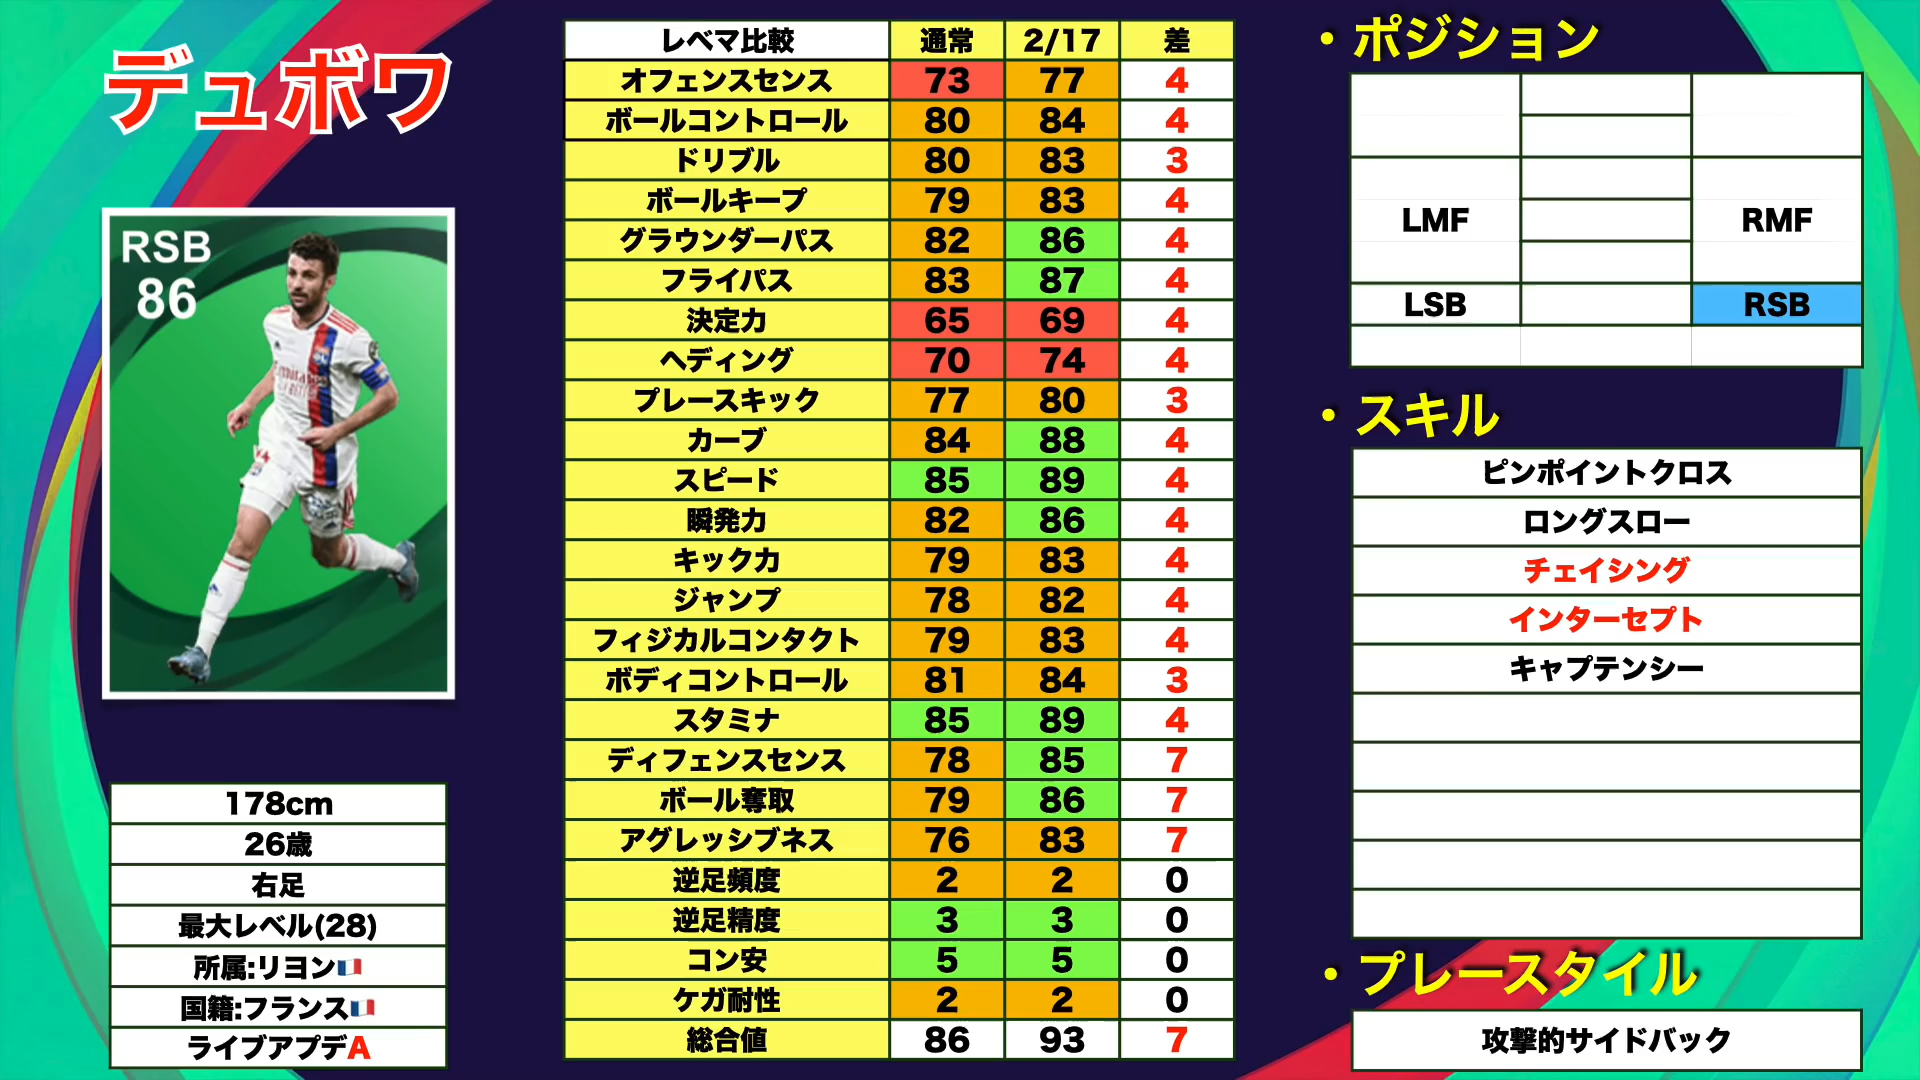 デュボワ
RSB
86
178cm
26歳
右足
最大レベル(28)
所属:リヨン🇫🇷
国籍:フランス🇫🇷
ライブアプデA
レベマ比較 通常 2/17 差
オフェンスセンス 73 77 4
ボールコントロール 80 84 4
ドリブル 80 83 3
ボールキープ 79 83 4
グラウンダーパス 82 86 4
フライパス 83 87 4
決定力 65 69 4
ヘディング 70 74 4
プレースキック 77 80 3
カーブ 84 88 4
スピード 85 89 4
瞬発力 82 86 4
キック力 79 83 4
ジャンプ 78 82 4
フィジカルコンタクト 79 83 4
ボディコントロール 81 84 3
スタミナ 85 89 4
ディフェンスセンス 78 85 7
ボール奪取 79 86 7
アグレッシブネス 76 83 7
逆足頻度 2 2 0
逆足精度 3 3 0
コン安 5 5 0
ケガ耐性 2 2 0
総合値 86 93 7
・ポジション
LMF RMF
LSB RSB
・スキル
ピンポイントクロス
ロングスロー
チェイシング
インターセプト
キャプテンシー
・プレースタイル
攻撃的サイドバック